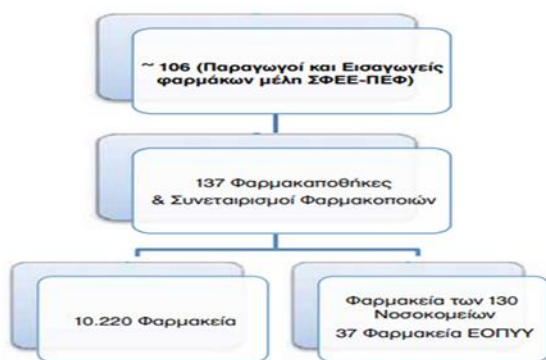 ~ 106 (Παραγωγοί και Εισαγωγείς
φαρμάκων μέλη ΣΦΕΕ-ΠΕΦ)
137 Φαρμακαποθήκες
& Συνεταιρισμοί Φαρμακοποιών
10.220 Φαρμακεία
Φαρμακεία των 130
Νοσοκομείων
37 Φαρμακεία ΕΟΠΥΥ